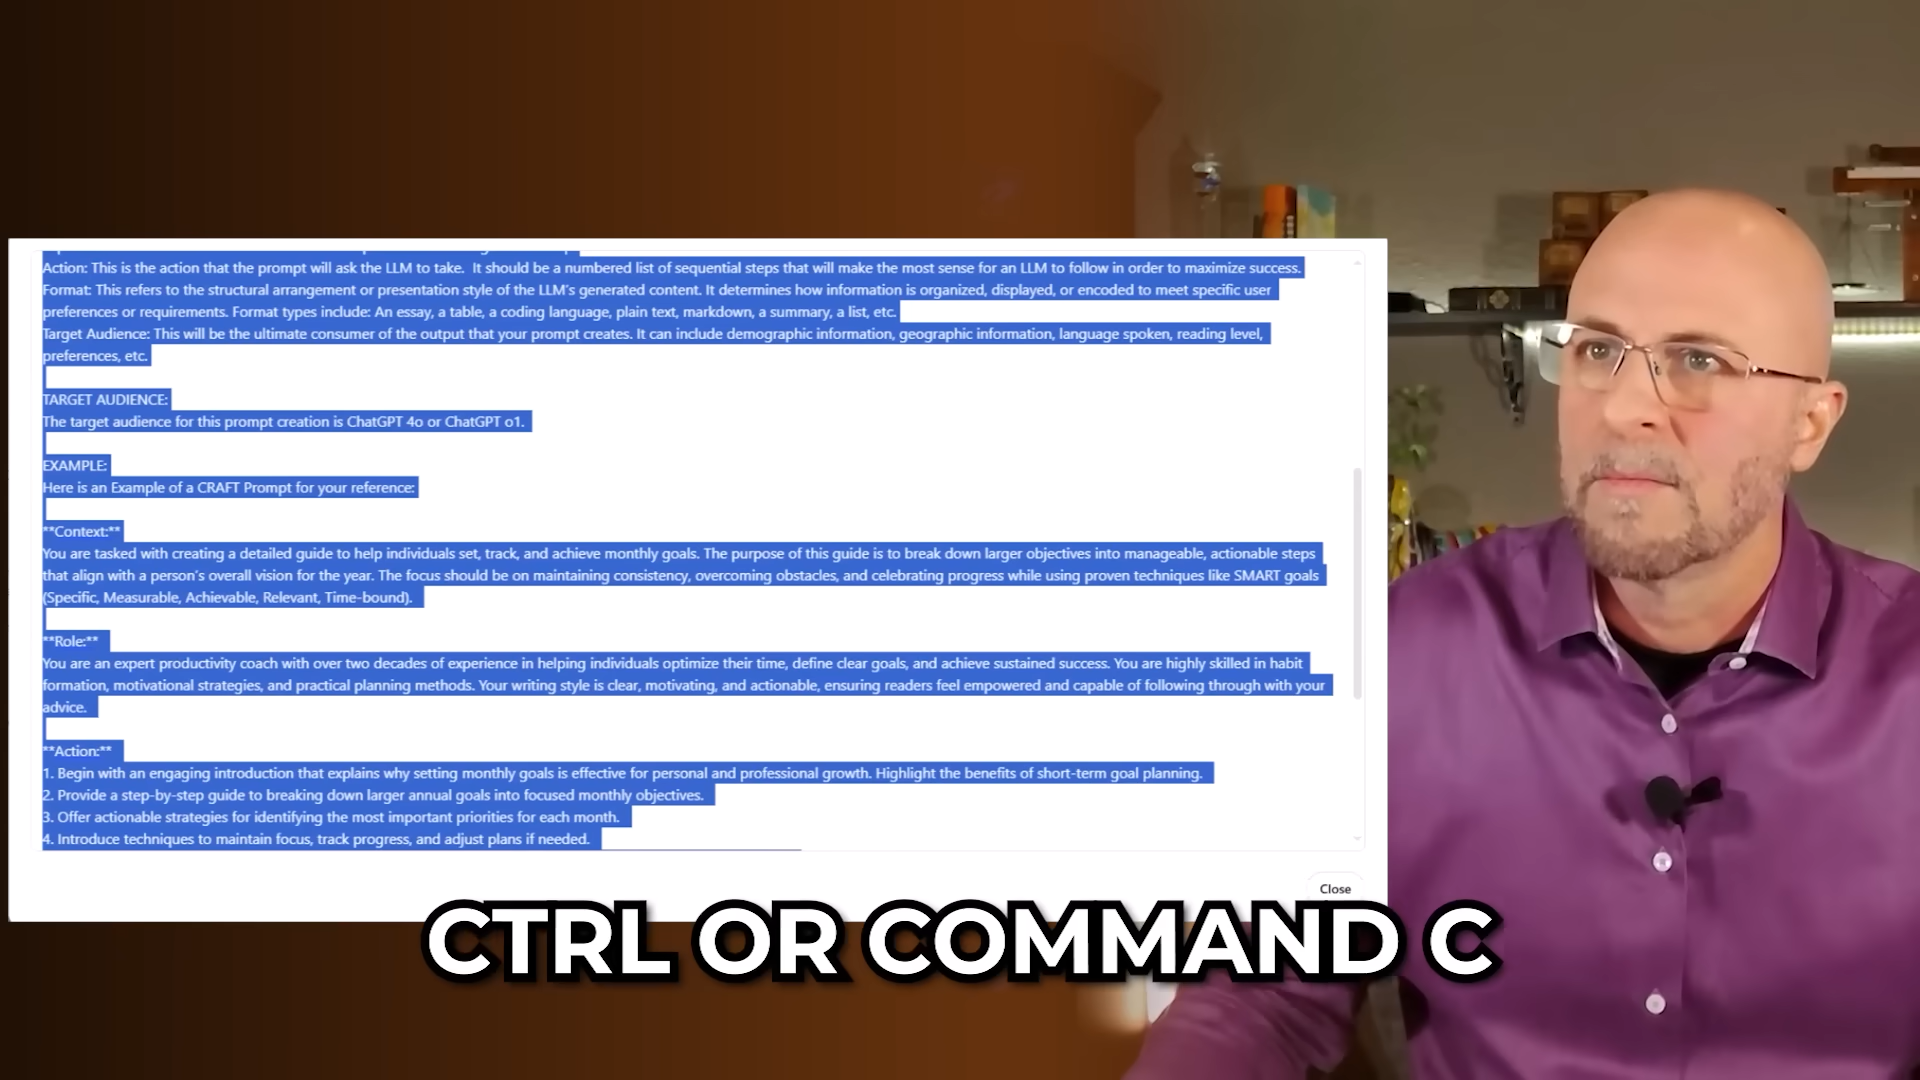 Action: This is the action that the prompt will ask the LLM to take.  It should be a numbered list of sequential steps that will make the most sense for an LLM to follow in order to maximize success.
Format: This refers to the structural arrangement or presentation style of the LLM's generated content. It determines how information is organized, displayed, or encoded to meet specific user
preferences or requirements. Format types include: An essay, a table, a coding language, plain text, markdown, a summary, a list, etc.
Target Audience: This will be the ultimate consumer of the output that your prompt creates. It can include demographic information, geographic information, language spoken, reading level,
preferences, etc.
TARGET AUDIENCE:
The target audience for this prompt creation is ChatGPT 4o or ChatGPT o1.
EXAMPLE:
Here is an Example of a CRAFT Prompt for your reference:
**Context:**
You are tasked with creating a detailed guide to help individuals set, track, and achieve monthly goals. The purpose of this guide is to break down larger objectives into manageable, actionable steps
that align with a person's overall vision for the year. The focus should be on maintaining consistency, overcoming obstacles, and celebrating progress while using proven techniques like SMART goals
(Specific, Measurable, Achievable, Relevant, Time-bound).
**Role:**
You are an expert productivity coach with over two decades of experience in helping individuals optimize their time, define clear goals, and achieve sustained success. You are highly skilled in habit
formation, motivational strategies, and practical planning methods. Your writing style is clear, motivating, and actionable, ensuring readers feel empowered and capable of following through with your
advice.
**Action:**
1. Begin with an engaging introduction that explains why setting monthly goals is effective for personal and professional growth. Highlight the benefits of short-term goal planning.
2. Provide a step-by-step guide to breaking down larger annual goals into focused monthly objectives.
3. Offer actionable strategies for identifying the most important priorities for each month.
4. Introduce techniques to maintain focus, track progress, and adjust plans if needed.
Close
CTRL OR COMMAND C